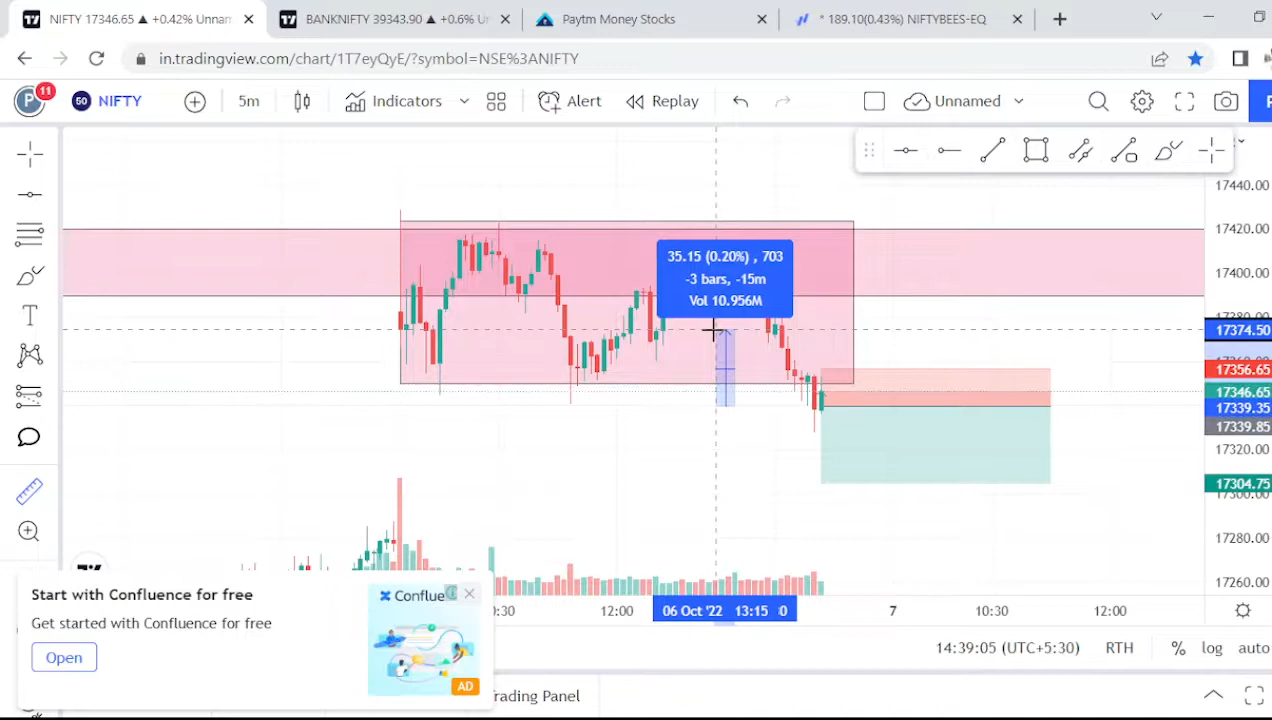 NIFTY 17346.65 ▲ +0.42% Unnam
BANKNIFTY 39343.90 ▲ +0.6% Un
Paytm Money Stocks
* 189.10(0.43%) NIFTYBEES-EQ
in.tradingview.com/chart/1T7eyQyE/?symbol=NSE%3ANIFTY
P 11
50 NIFTY
5m
Indicators
Alert
Replay
Unnamed
17440.00
17420.00
17400.00
17374.50
17356.65
17346.65
17339.35
17339.85
17320.00
17304.75
17300.00
17280.00
17260.00
35.15 (0.20%) , 703
-3 bars, -15m
Vol 10.956M
12:00
06 Oct '22 13:15
7
10:30
12:00
14:39:05 (UTC+5:30)
RTH
%
log
auto
Start with Confluence for free
Get started with Confluence for free
Open
Conflue
AD
rading Panel